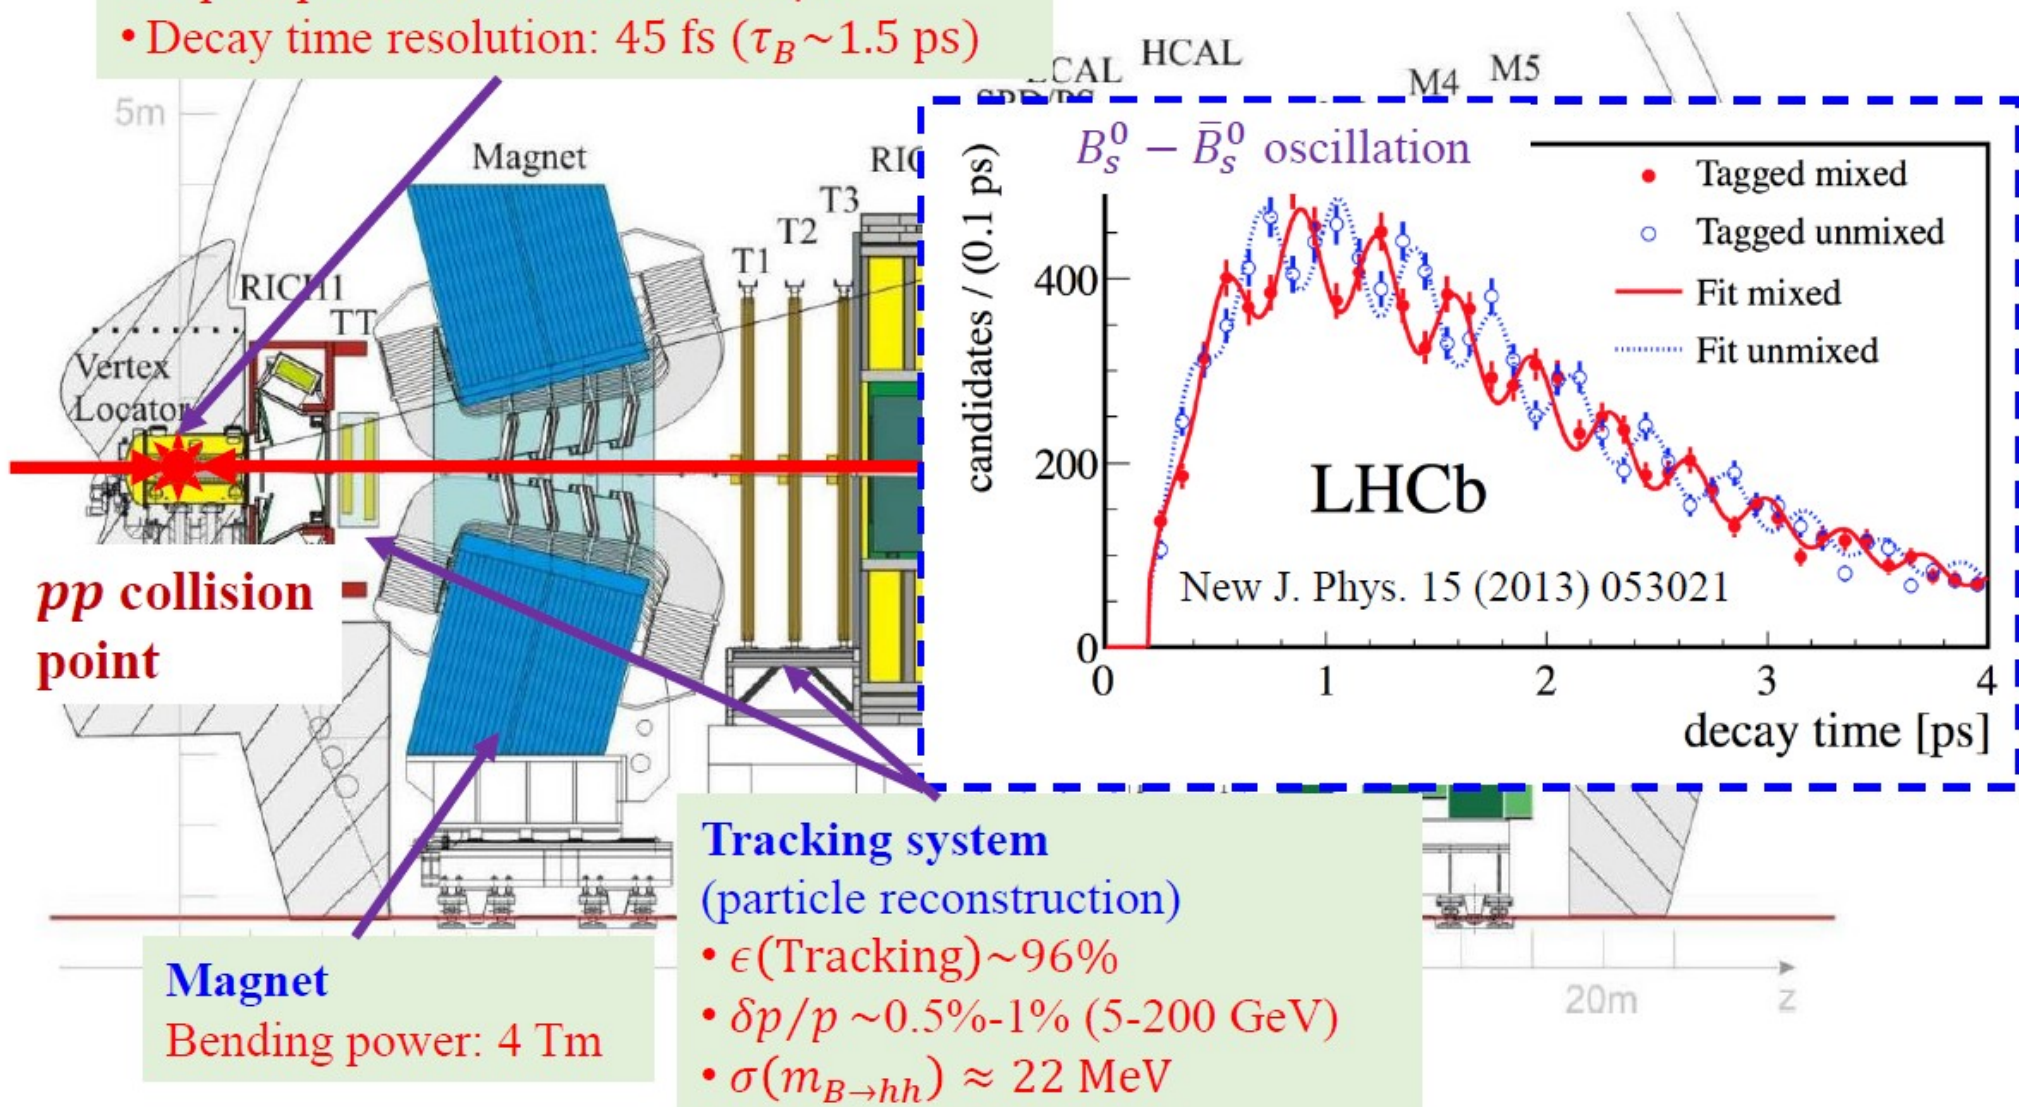 • Decay time resolution: 45 fs (τ_B~1.5 ps)
HCAL
M4
M5
5m
Magnet
T3
T2
T1
RICH1
TT
Vertex
Locator
pp collision
point
B_s^0 − B̄_s^0 oscillation
Tagged mixed
Tagged unmixed
Fit mixed
Fit unmixed
candidates / (0.1 ps)
400
200
0
LHCb
New J. Phys. 15 (2013) 053021
0 1 2 3 4
decay time [ps]
Tracking system
(particle reconstruction)
• ϵ(Tracking)~96%
• δp/p ~0.5%-1% (5-200 GeV)
• σ(m_{B→hh}) ≈ 22 MeV
Magnet
Bending power: 4 Tm
20m
z